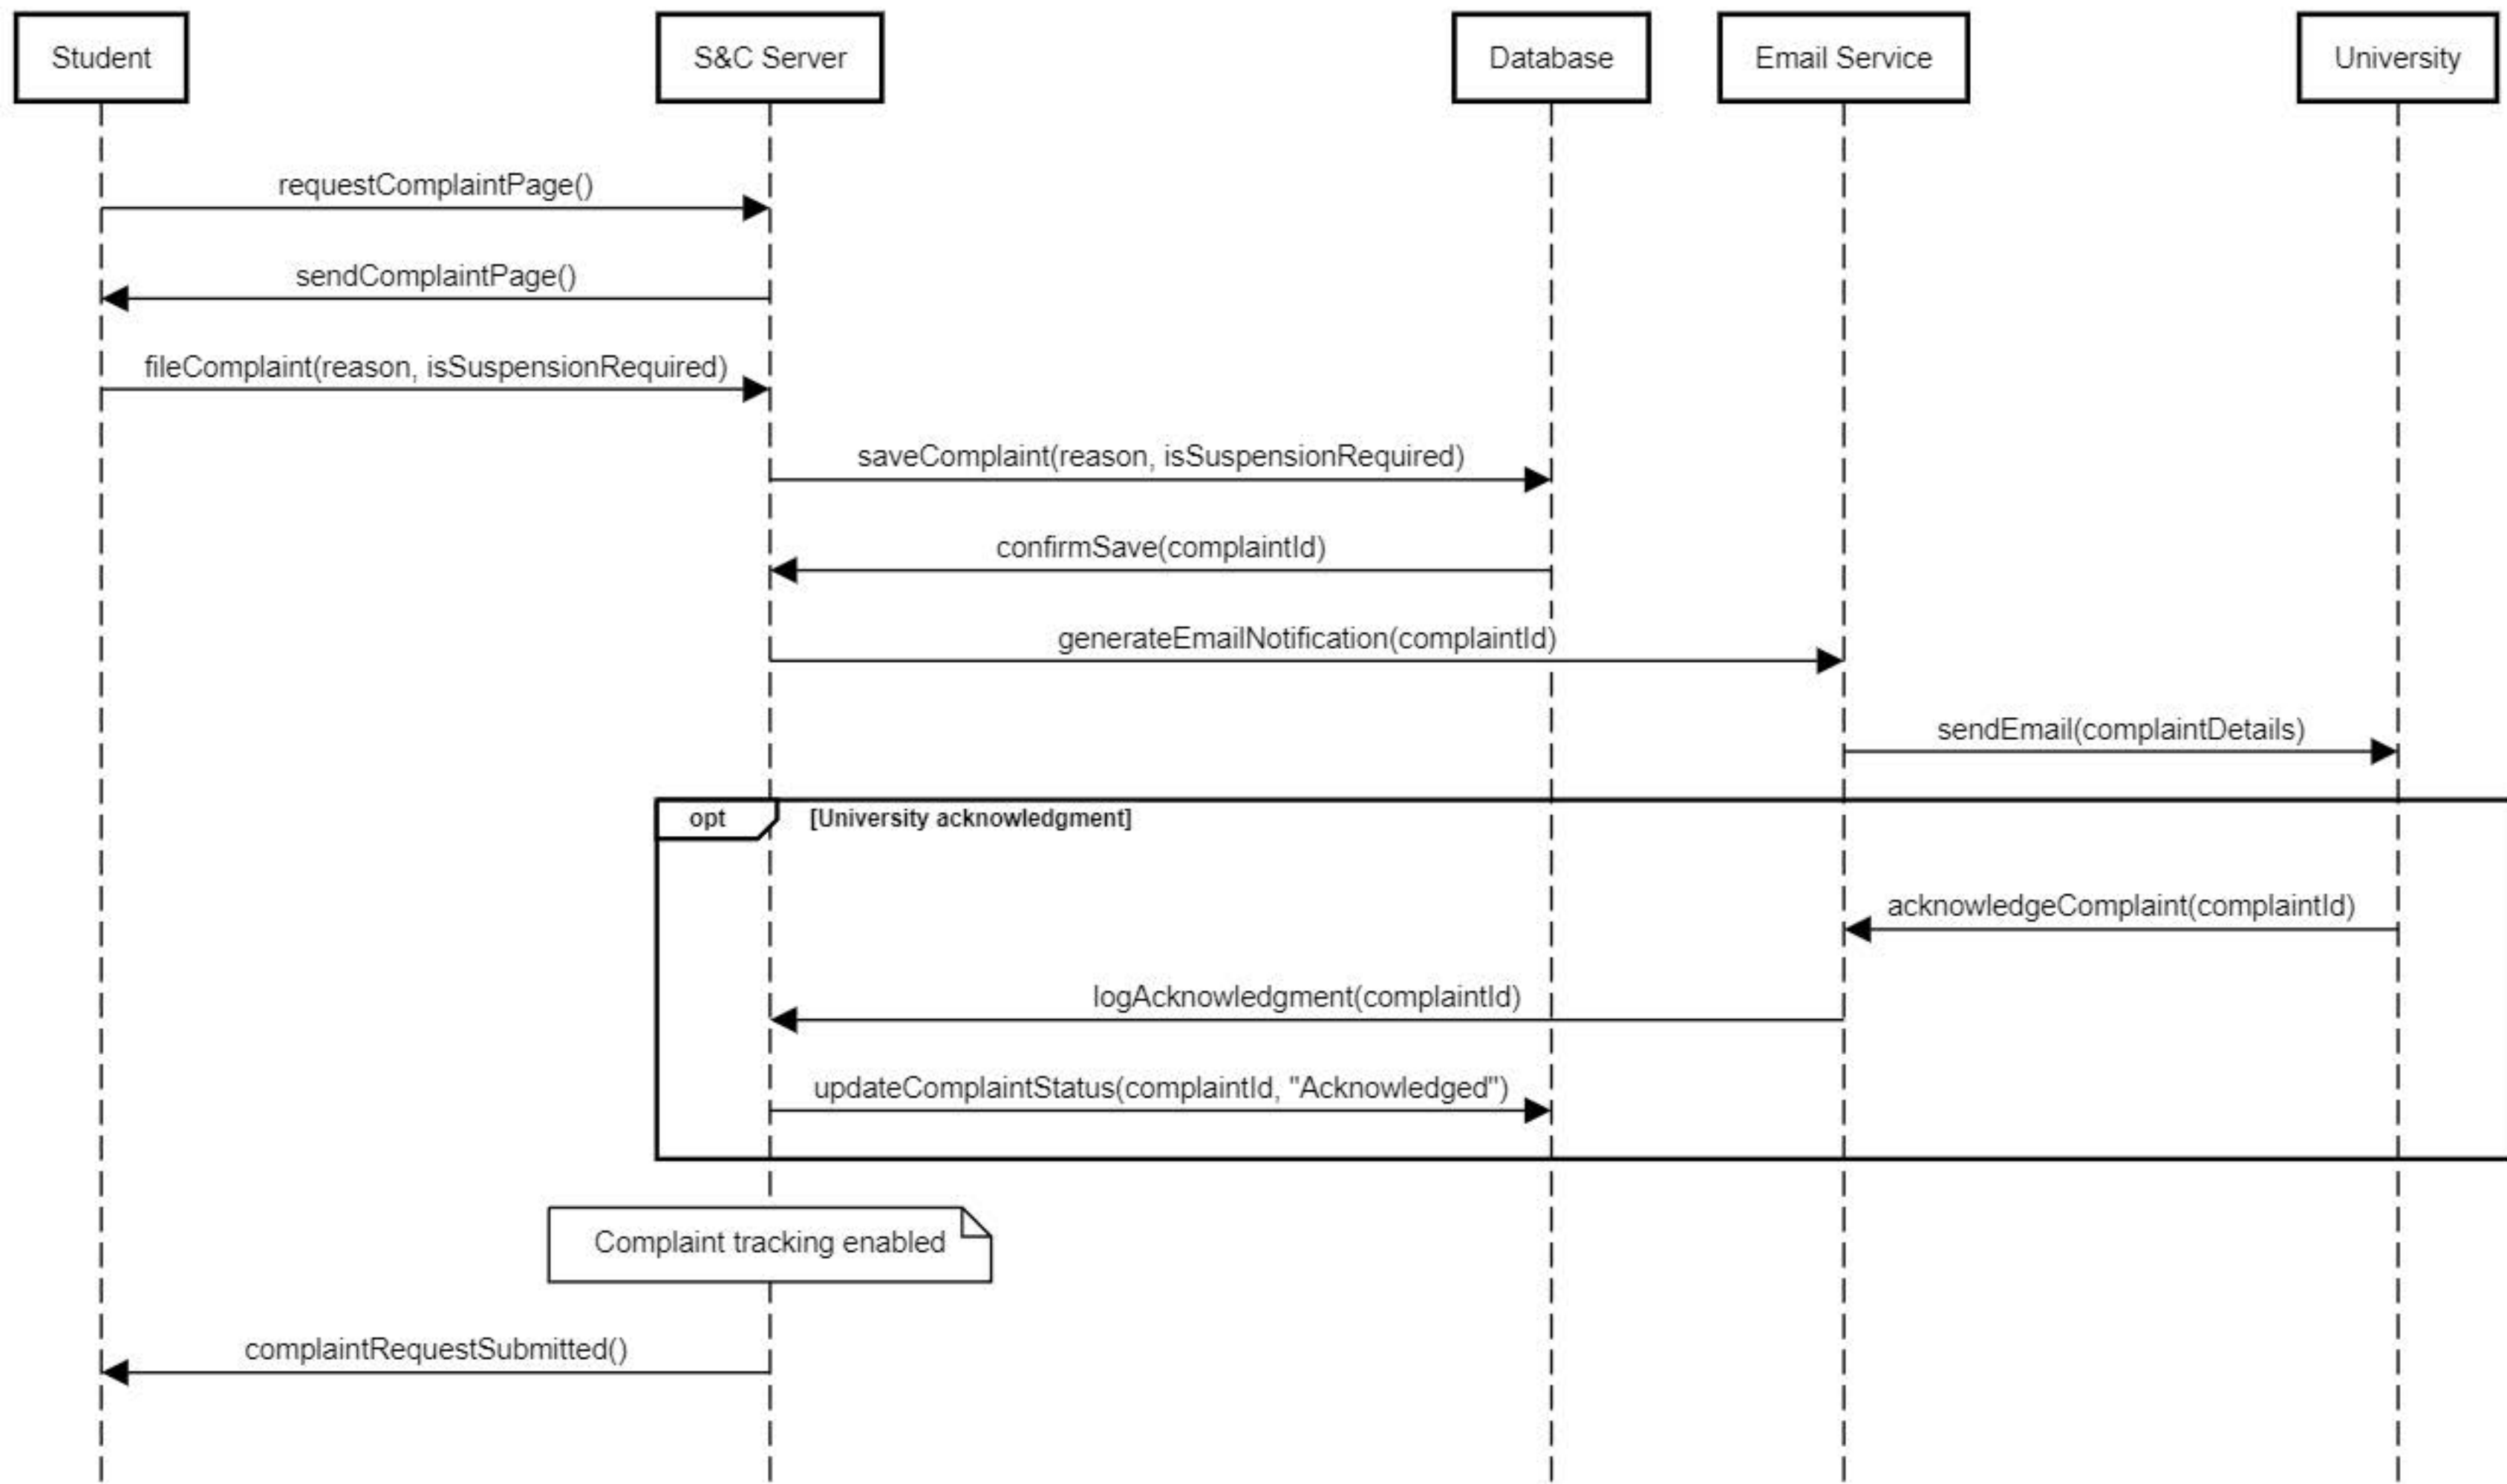 Student
S&C Server
Database
Email Service
University
requestComplaintPage()
sendComplaintPage()
fileComplaint(reason, isSuspensionRequired)
saveComplaint(reason, isSuspensionRequired)
confirmSave(complaintId)
generateEmailNotification(complaintId)
sendEmail(complaintDetails)
opt
[University acknowledgment]
acknowledgeComplaint(complaintId)
logAcknowledgment(complaintId)
updateComplaintStatus(complaintId, "Acknowledged")
Complaint tracking enabled
complaintRequestSubmitted()